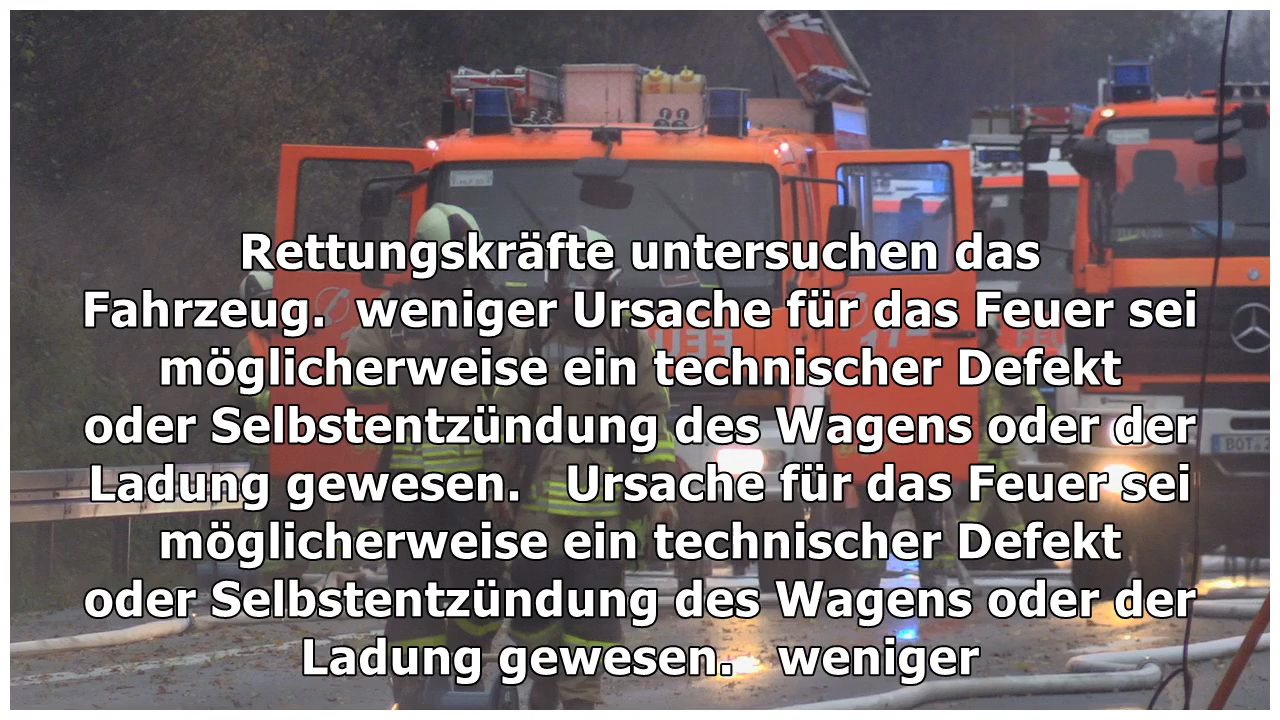 Rettungskräfte untersuchen das
Fahrzeug.  weniger Ursache für das Feuer sei
möglicherweise ein technischer Defekt
oder Selbstentzündung des Wagens oder der
Ladung gewesen.   Ursache für das Feuer sei
möglicherweise ein technischer Defekt
oder Selbstentzündung des Wagens oder der
Ladung gewesen.   weniger